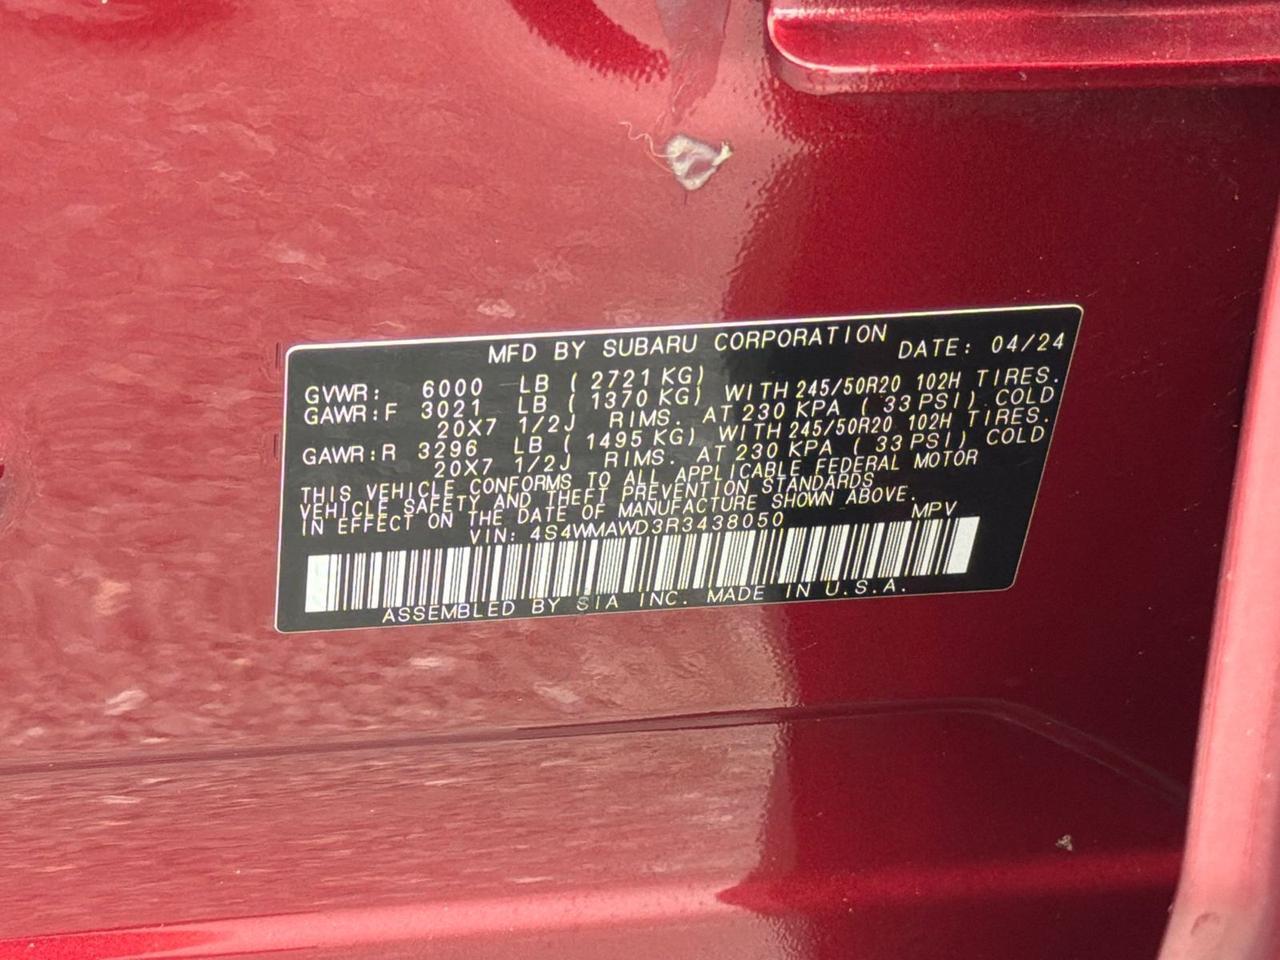 MFD BY SUBARU CORPORATION DATE: 04/24
GVWR: 6000 LB ( 2721 KG)
GAWR:F 3021 LB ( 1370 KG) WITH 245/50R20 102H TIRES.
20X7 1/2J RIMS. AT 230 KPA ( 33 PSI) COLD
GAWR:R 3296 LB ( 1495 KG) WITH 245/50R20 102H TIRES.
20X7 1/2J RIMS. AT 230 KPA ( 33 PSI) COLD
THIS VEHICLE CONFORMS TO ALL APPLICABLE FEDERAL MOTOR
VEHICLE SAFETY AND THEFT PREVENTION STANDARDS
IN EFFECT ON THE DATE OF MANUFACTURE SHOWN ABOVE.
VIN: 4S4WMAWD3R3438050 MPV
ASSEMBLED BY SIA INC. MADE IN U.S.A.